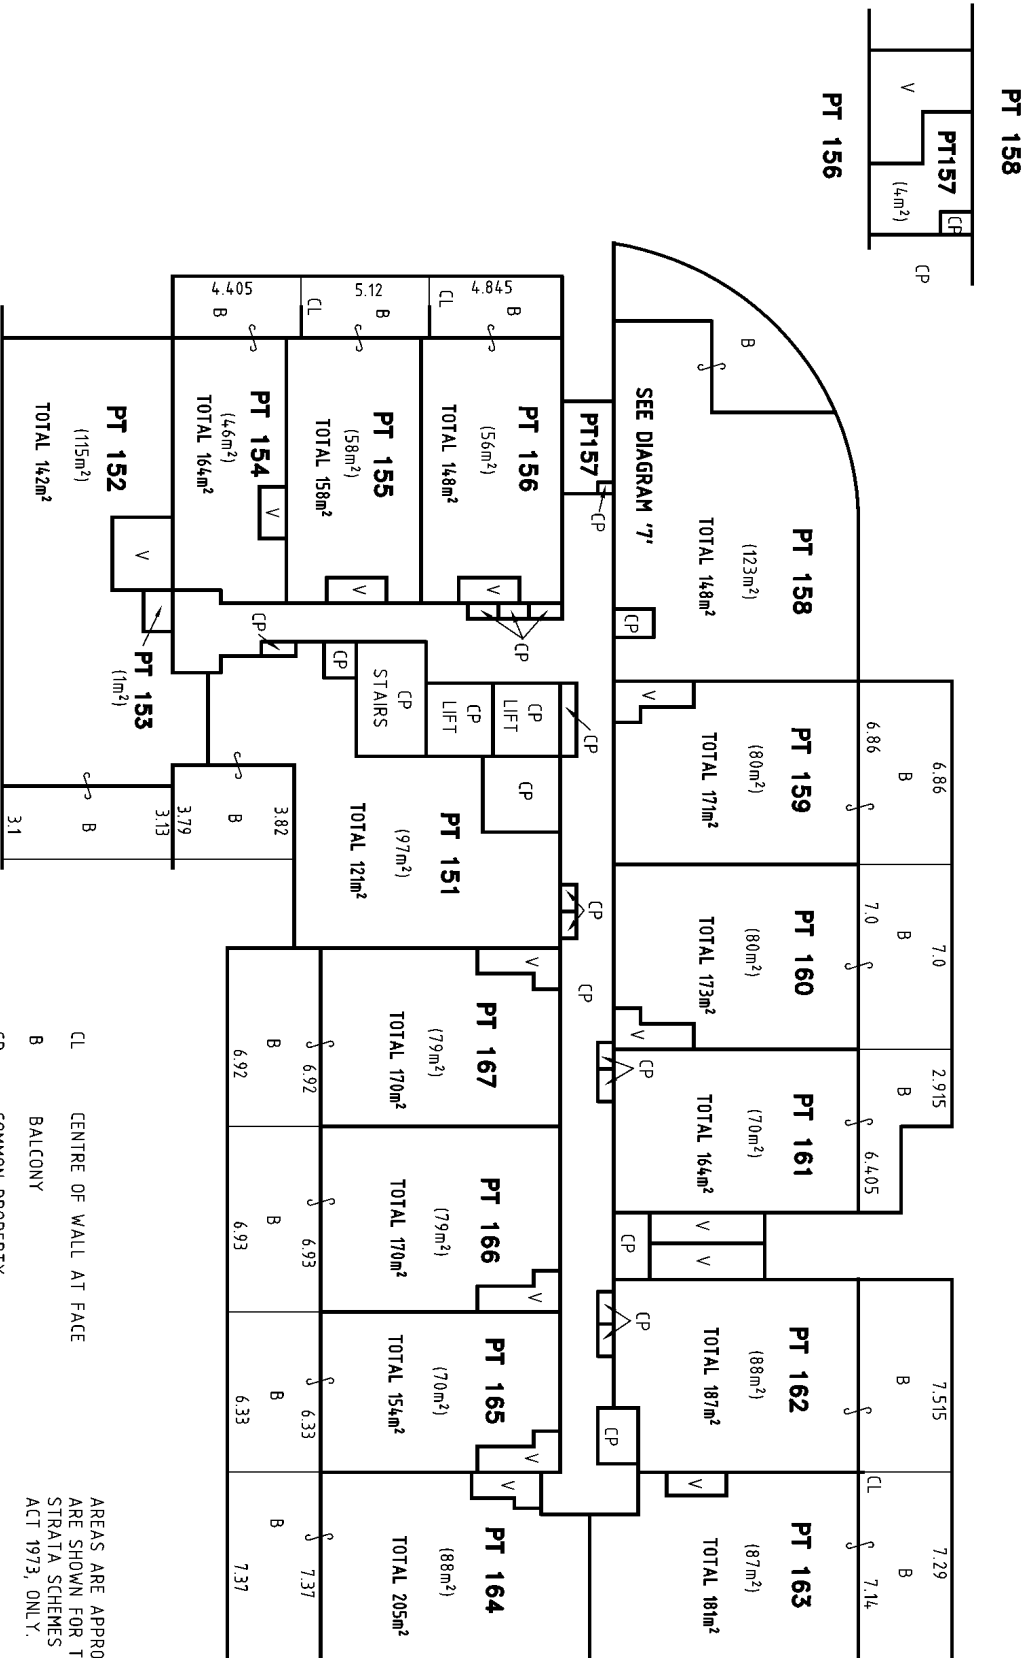 PT 158
V
PT157
(4m²)
CP
CP
PT 156
B
SEE DIAGRAM '7'
PT 158
(123m²)
TOTAL 148m²
CP
4.405
B
CL
5.12
B
CL
4.845
B
PT157
CP
PT 156
(56m²)
TOTAL 148m²
V
PT 155
(58m²)
TOTAL 158m²
V
PT 154
(46m²)
TOTAL 164m²
V
PT 152
(115m²)
TOTAL 142m²
V
PT 153
(1m²)
CP
CP
CP
CP
STAIRS
CP
LIFT
CP
LIFT
CP
CP
PT 151
(97m²)
TOTAL 121m²
CP
CP
3.82
B
3.79
3.13
B
3.1
V
PT 159
(80m²)
TOTAL 171m²
6.86
B
6.86
PT 160
(80m²)
TOTAL 173m²
V
7.0
B
7.0
CP
PT 161
(70m²)
TOTAL 164m²
2.915
B
6.405
V
V
CP
CP
PT 162
(88m²)
TOTAL 187m²
7.515
B
CP
V
PT 163
(87m²)
TOTAL 181m²
CL
7.29
B
7.14
V
PT 167
(79m²)
TOTAL 170m²
6.92
B
6.92
PT 166
(79m²)
TOTAL 170m²
V
6.93
B
6.93
PT 165
(70m²)
TOTAL 154m²
V
6.33
B
6.33
V
PT 164
(88m²)
TOTAL 205m²
7.37
B
7.37
CL CENTRE OF WALL AT FACE
B BALCONY
CP COMMON PROPERTY
AREAS ARE APPRO
ARE SHOWN FOR T
STRATA SCHEMES
ACT 1973, ONLY.